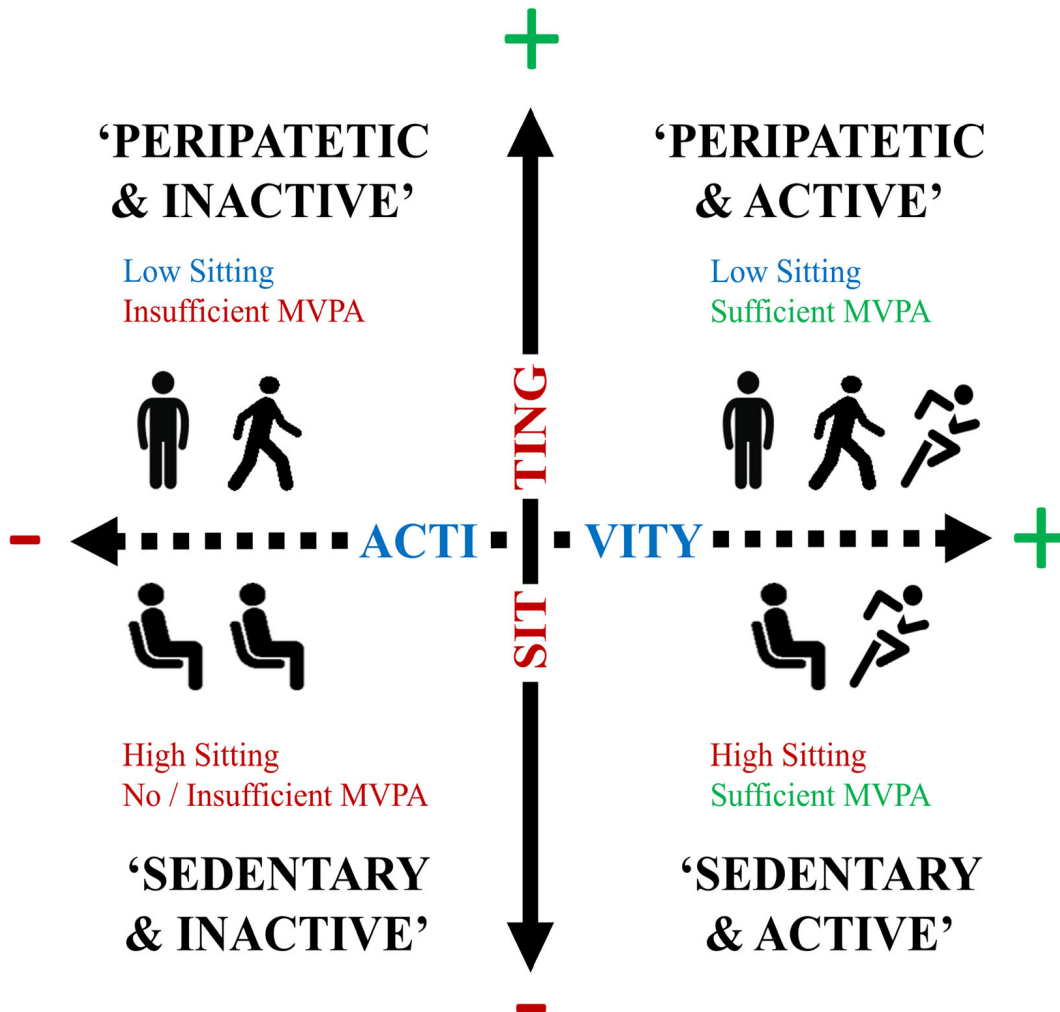 +
‘PERIPATETIC
& INACTIVE’
Low Sitting
Insufficient MVPA
‘PERIPATETIC
& ACTIVE’
Low Sitting
Sufficient MVPA
SIT TING
-
ACTI VITY
+
High Sitting
No / Insufficient MVPA
‘SEDENTARY
& INACTIVE’
High Sitting
Sufficient MVPA
‘SEDENTARY
& ACTIVE’
-